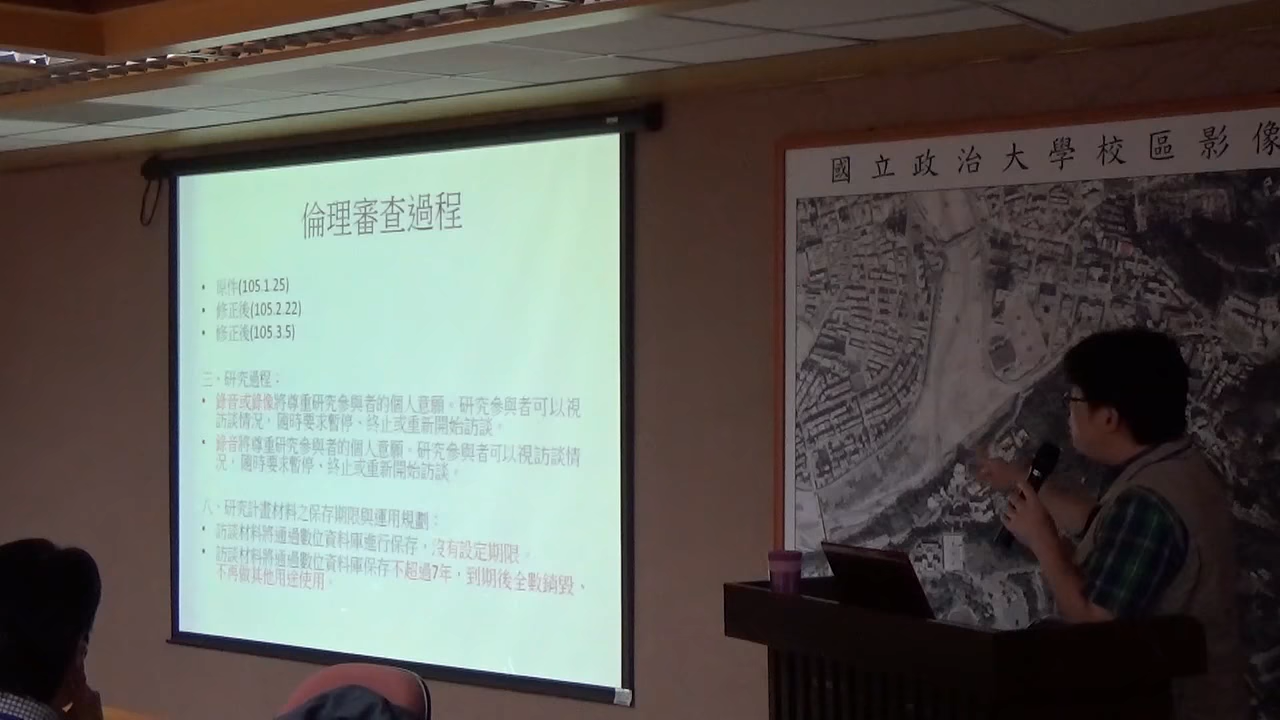 倫理審查過程
• 原件(105.1.25)
• 修正後(105.2.22)
• 修正後(105.3.5)
三、研究過程：
• 錄音或錄像將尊重研究參與者的個人意願。研究參與者可以視
訪談情況，隨時要求暫停、終止或重新開始訪談。
• 錄音將尊重研究參與者的個人意願。研究參與者可以視訪談情
況，隨時要求暫停、終止或重新開始訪談。
八、研究計畫材料之保存期限與運用規劃：
• 訪談材料將通過數位資料庫進行保存，沒有設定期限。
• 訪談材料將通過數位資料庫保存不超過7年，到期後全數銷毀、
不再做其他用途使用。
國立政治大學校區影像